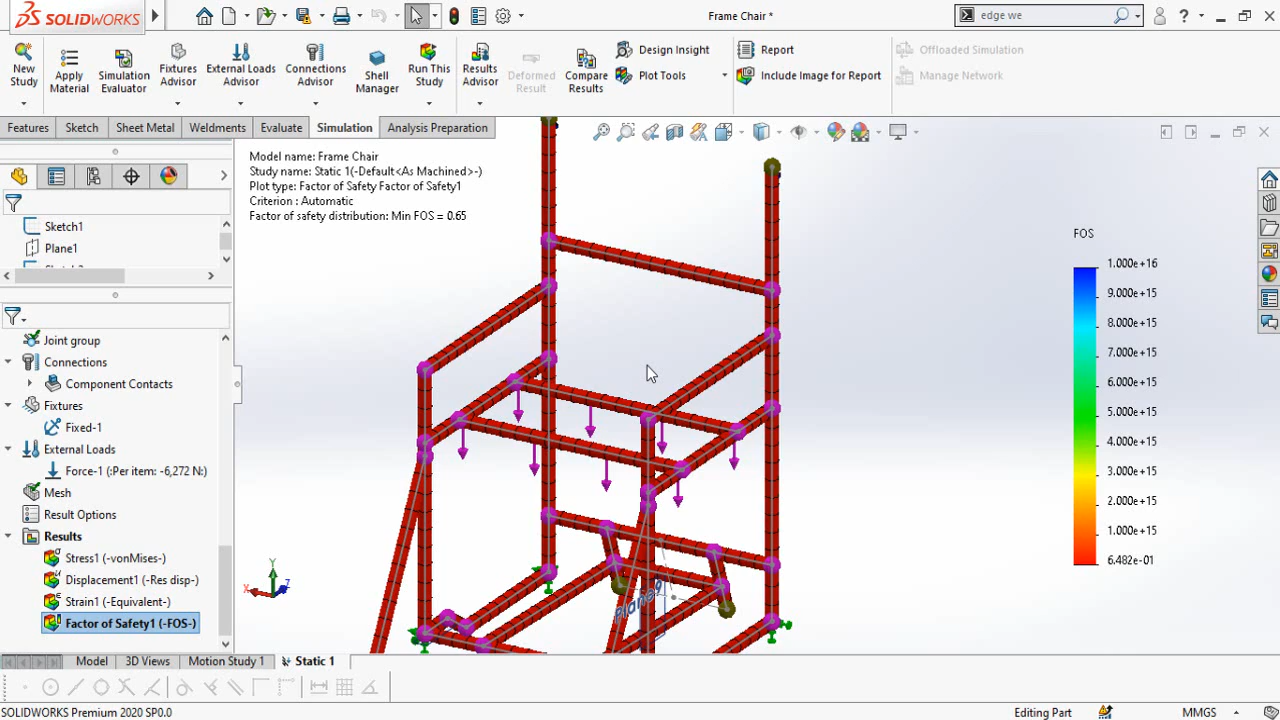 SOLIDWORKS
Frame Chair *
edge we
New Study
Apply Material
Simulation Evaluator
Fixtures Advisor
External Loads Advisor
Connections Advisor
Shell Manager
Run This Study
Results Advisor
Deformed Result
Compare Results
Design Insight
Plot Tools
Report
Include Image for Report
Offloaded Simulation
Manage Network
Features
Sketch
Sheet Metal
Weldments
Evaluate
Simulation
Analysis Preparation
Model name: Frame Chair
Study name: Static 1(-Default<As Machined>-)
Plot type: Factor of Safety Factor of Safety1
Criterion : Automatic
Factor of safety distribution: Min FOS = 0.65
Sketch1
Plane1
Joint group
Connections
Component Contacts
Fixtures
Fixed-1
External Loads
Force-1 (:Per item: -6,272 N:)
Mesh
Result Options
Results
Stress1 (-vonMises-)
Displacement1 (-Res disp-)
Strain1 (-Equivalent-)
Factor of Safety1 (-FOS-)
FOS
1.000e+16
9.000e+15
8.000e+15
7.000e+15
6.000e+15
5.000e+15
4.000e+15
3.000e+15
2.000e+15
1.000e+15
6.482e-01
Plane9
Y
X
Z
Model
3D Views
Motion Study 1
Static 1
SOLIDWORKS Premium 2020 SP0.0
Editing Part
MMGS